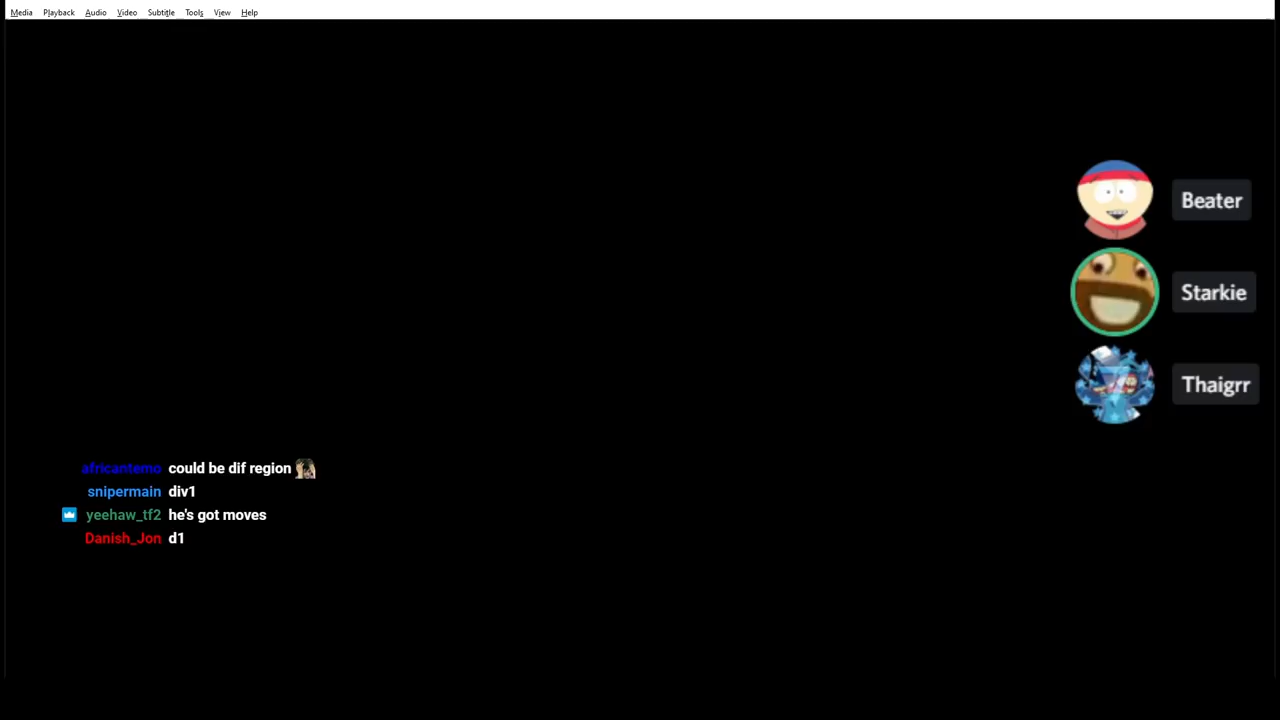 Media Playback Audio Video Subtitle Tools View Help
Beater
Starkie
Thaigrr
africantemo could be dif region
snipermain div1
yeehaw_tf2 he's got moves
Danish_Jon d1